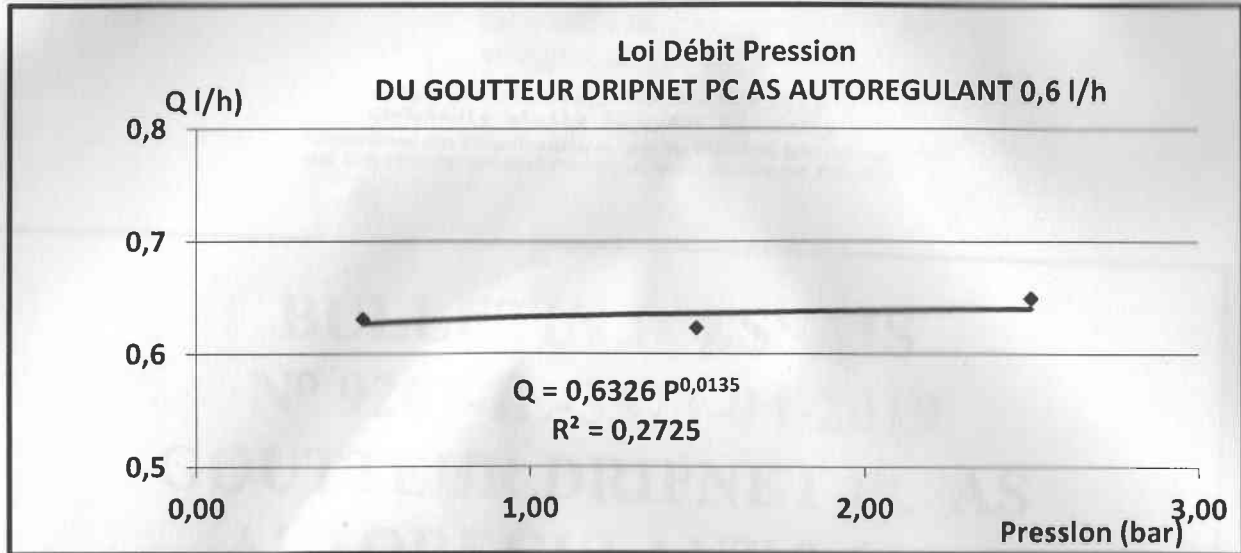 Loi Débit Pression
DU GOUTTEUR DRIPNET PC AS AUTOREGULANT 0,6 l/h
Q l/h)
0,8
0,7
0,6
0,5
Q = 0,6326 P^0,0135
R² = 0,2725
0,00 1,00 2,00 3,00
Pression (bar)